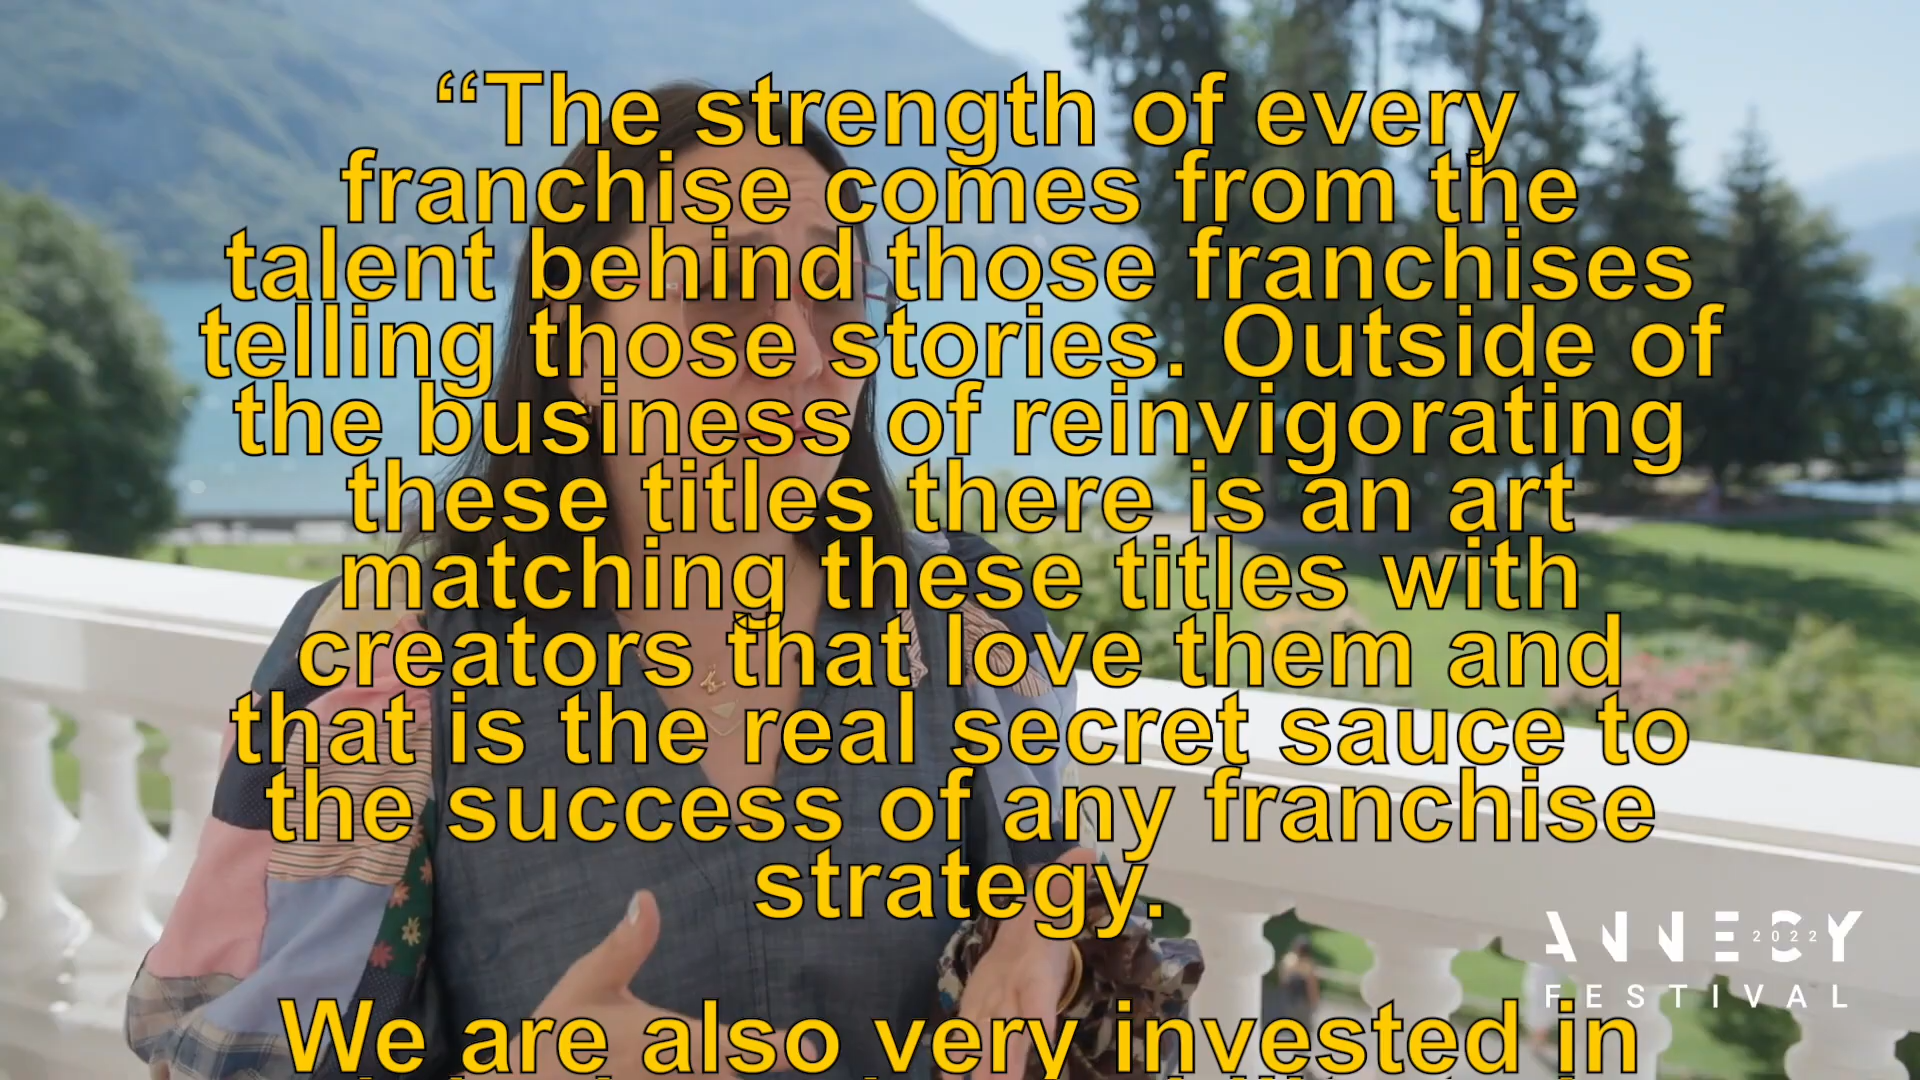 “The strength of every
franchise comes from the
talent behind those franchises
telling those stories. Outside of
the business of reinvigorating
these titles there is an art
matching these titles with
creators that love them and
that is the real secret sauce to
the success of any franchise
strategy.
We are also very invested in
ANNECY
2022
FESTIVAL